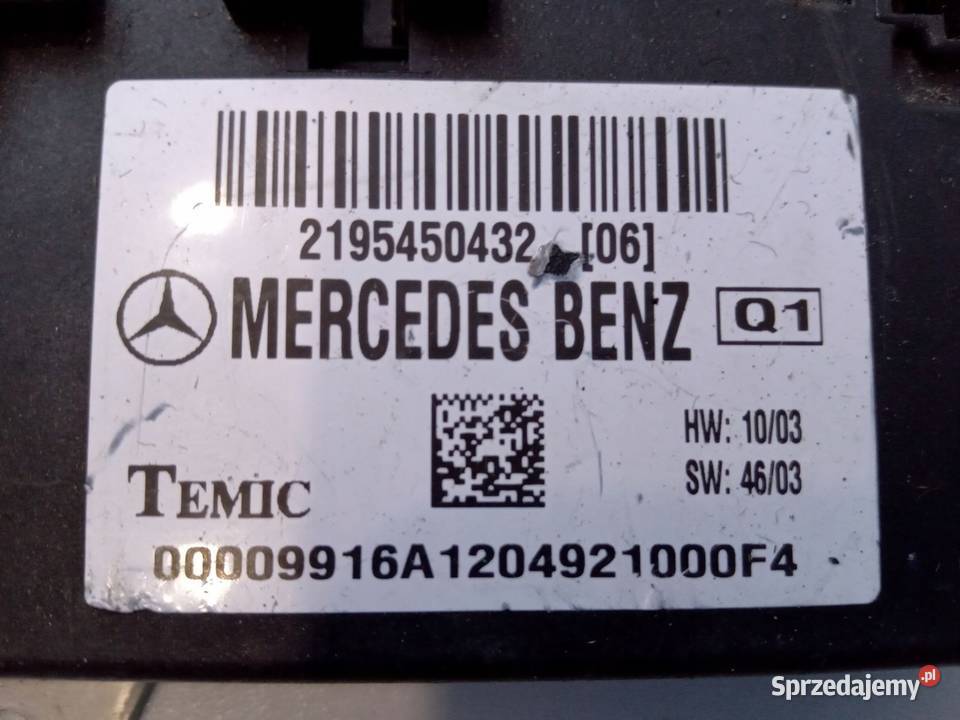 2195450432 [06]
MERCEDES BENZ Q1
HW: 10/03
SW: 46/03
TEMIC
00009916A1204921000F4
Sprzedajemy.pl